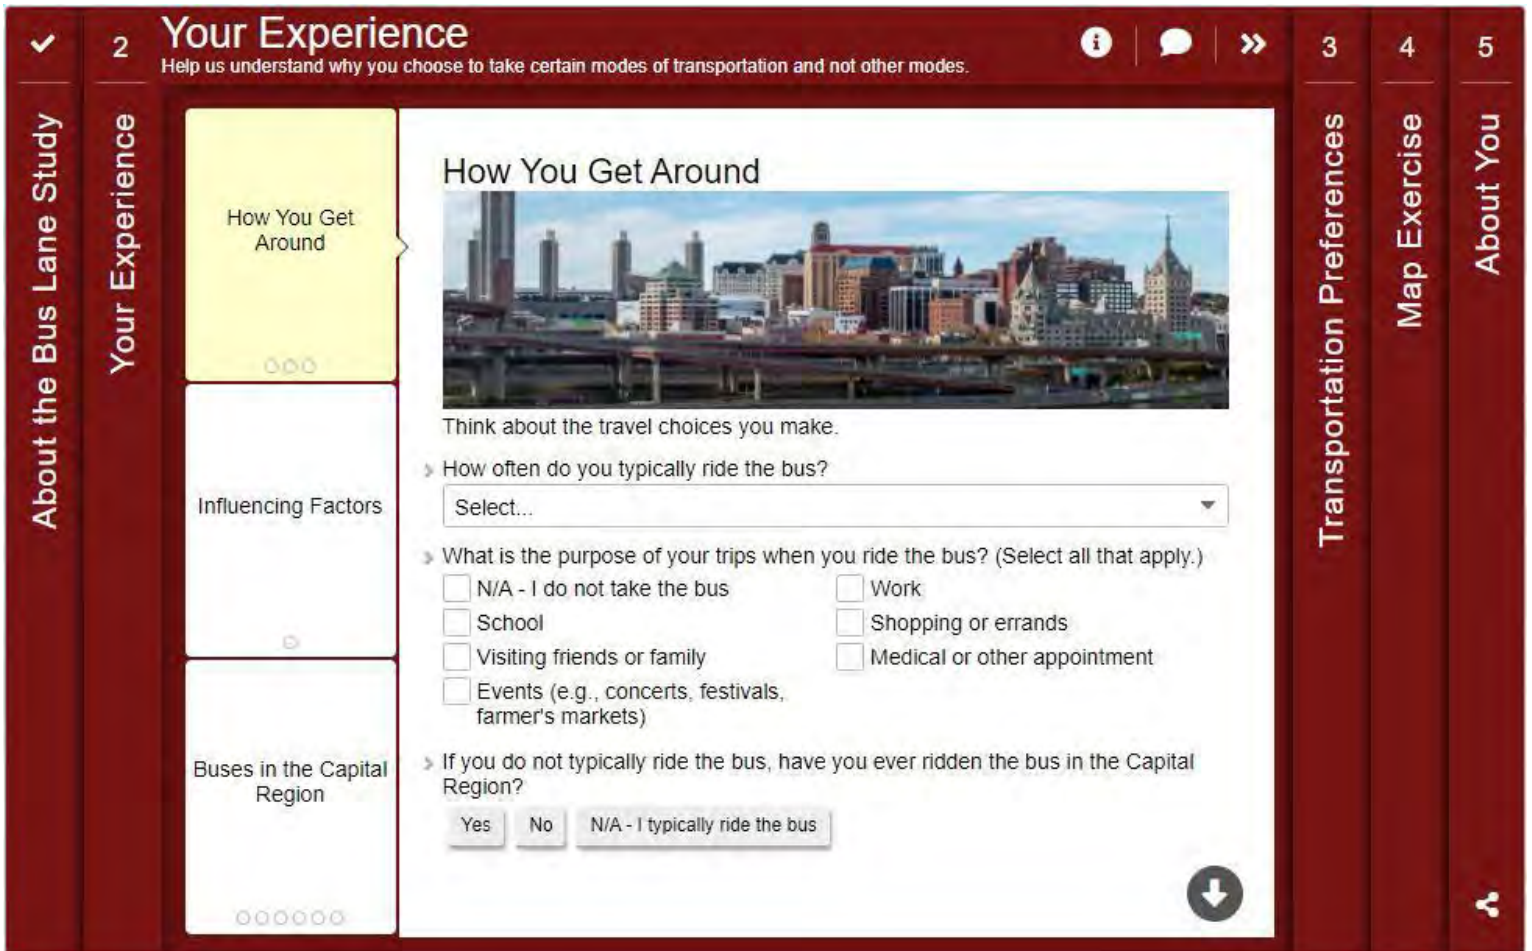 About the Bus Lane Study
2
Your Experience
Your Experience
Help us understand why you choose to take certain modes of transportation and not other modes.
How You Get
Around
Influencing Factors
Buses in the Capital
Region
How You Get Around
Think about the travel choices you make.
How often do you typically ride the bus?
Select...
What is the purpose of your trips when you ride the bus? (Select all that apply.)
N/A - I do not take the bus
Work
School
Shopping or errands
Visiting friends or family
Medical or other appointment
Events (e.g., concerts, festivals,
farmer's markets)
If you do not typically ride the bus, have you ever ridden the bus in the Capital
Region?
Yes
No
N/A - I typically ride the bus
3
Transportation Preferences
4
Map Exercise
5
About You